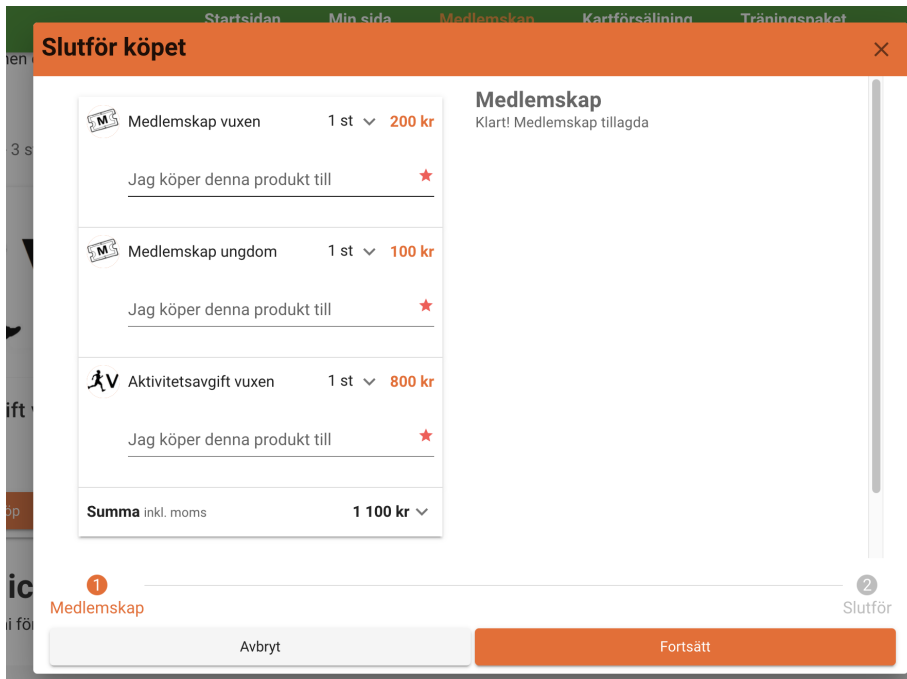 Startsidan Min sida Medlemskap Kartförsäljning Träningspaket
Slutför köpet
Medlemskap vuxen 1 st 200 kr
Jag köper denna produkt till
Medlemskap ungdom 1 st 100 kr
Jag köper denna produkt till
V Aktivitetsavgift vuxen 1 st 800 kr
Jag köper denna produkt till
Summa inkl. moms 1 100 kr
Medlemskap
Klart! Medlemskap tillagda
1
Medlemskap
2
Slutför
Avbryt
Fortsätt